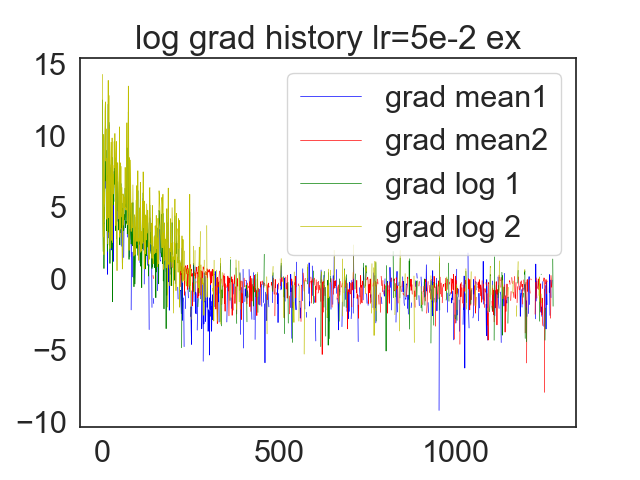 log grad history lr=5e-2 ex
15
10
5
0
−5
−10
grad mean1
grad mean2
grad log 1
grad log 2
0 500 1000